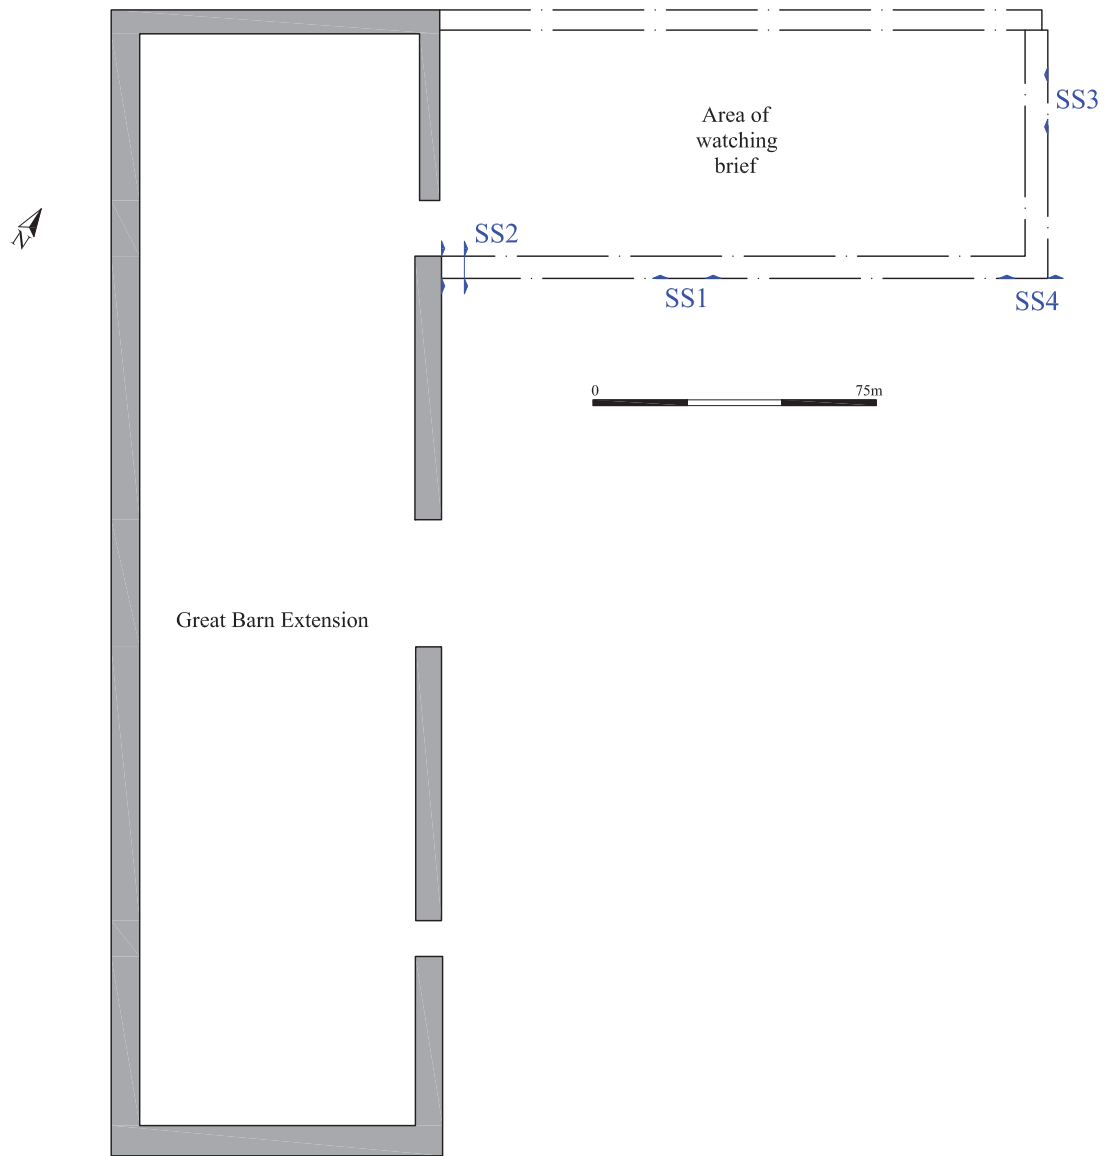 Area of
watching
brief
SS3
N
SS2
SS1
SS4
0 75m
Great Barn Extension